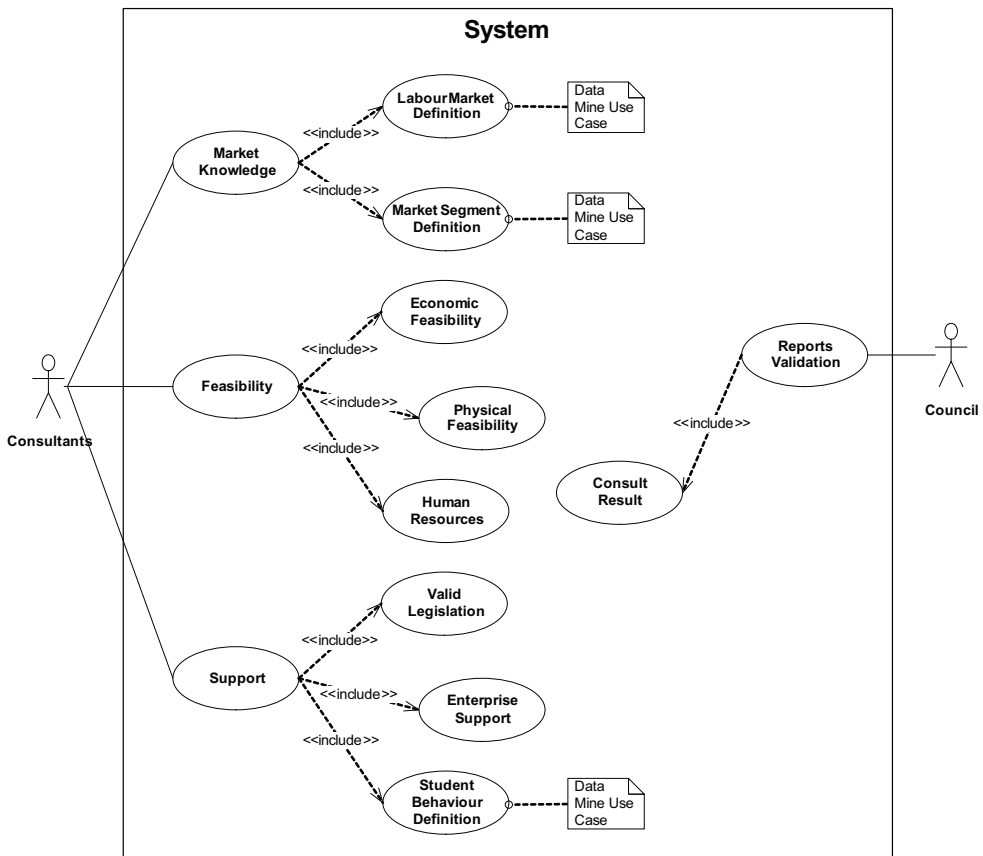 System
Labour Market
Definition
Data
Mine Use
Case
<<include>>
Market
Knowledge
<<include>>
Market Segment
Definition
Data
Mine Use
Case
Economic
Feasibility
<<include>>
Feasibility
<<include>>
Physical
Feasibility
<<include>>
Human
Resources
Consultants
Reports
Validation
Council
<<include>>
Consult
Result
Valid
Legislation
<<include>>
Support
<<include>>
Enterprise
Support
<<include>>
Student
Behaviour
Definition
Data
Mine Use
Case